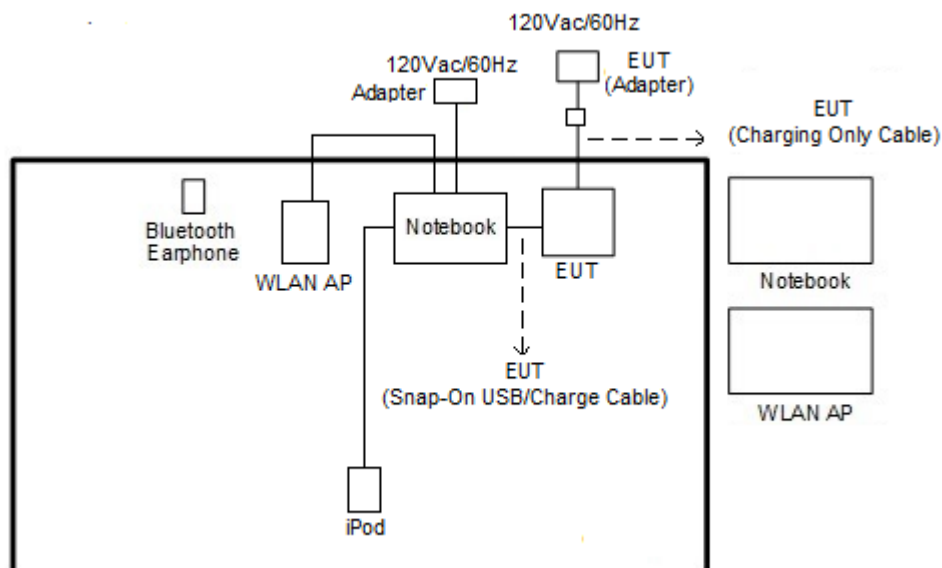 120Vac/60Hz
EUT
(Adapter)
120Vac/60Hz
Adapter
EUT
(Charging Only Cable)
Bluetooth
Earphone
WLAN AP
Notebook
EUT
Notebook
EUT
(Snap-On USB/Charge Cable)
WLAN AP
iPod